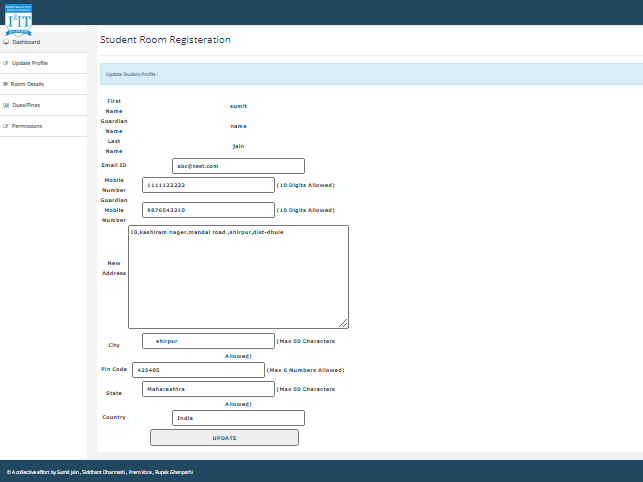 IIIT
Student Room Registeration
Dashboard
Update Profile
Room Details
Dues/Fines
Permissions
Update Student Profile !
First Name
sumit
Guardian Name
name
Last Name
jain
Email ID
abc@test.com
Mobile Number
1111122222
(10 Digits Allowed)
Guardian Mobile Number
9876543210
(10 Digits Allowed)
New Address
10,kashiram nager,mandal road ,shirpur,dist-dhule
City
shirpur
(Max 50 Characters Allowed)
Pin Code
425405
(Max 6 Numbers Allowed)
State
Maharashtra
(Max 50 Characters Allowed)
Country
India
UPDATE
© A collective effort by Sumit Jain , Siddhant Dharmatti , Prem Vora , Rupak Ghanpathi